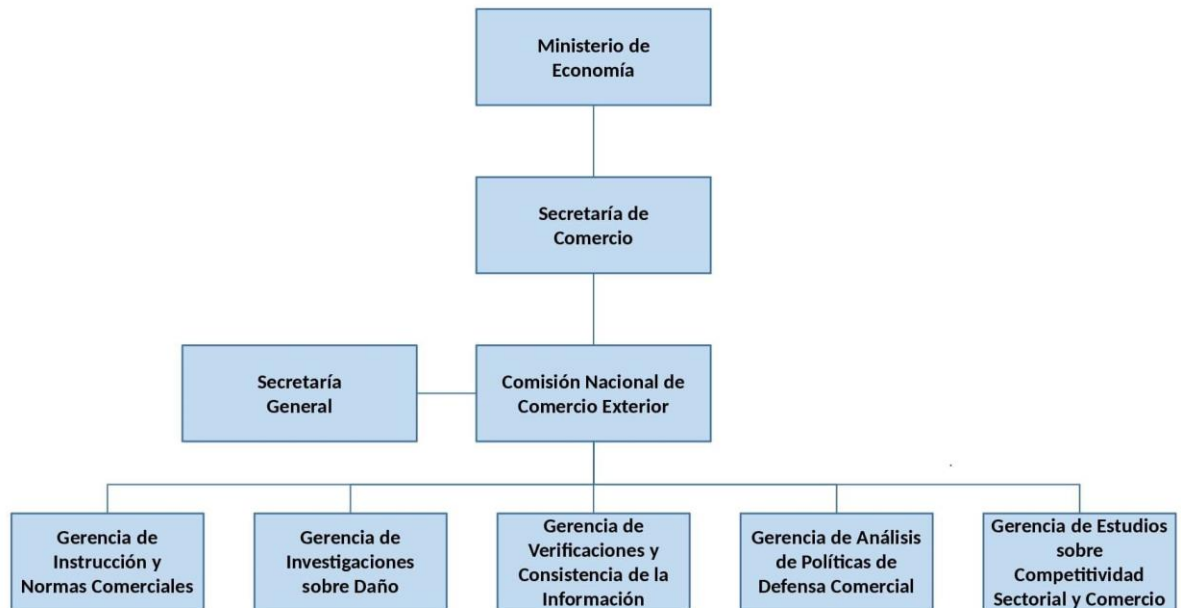 Ministerio de
Economía
Secretaría de
Comercio
Secretaría
General
Comisión Nacional de
Comercio Exterior
Gerencia de
Instrucción y
Normas Comerciales
Gerencia de
Investigaciones
sobre Daño
Gerencia de
Verificaciones y
Consistencia de la
Información
Gerencia de Análisis
de Políticas de
Defensa Comercial
Gerencia de Estudios
sobre
Competitividad
Sectorial y Comercio